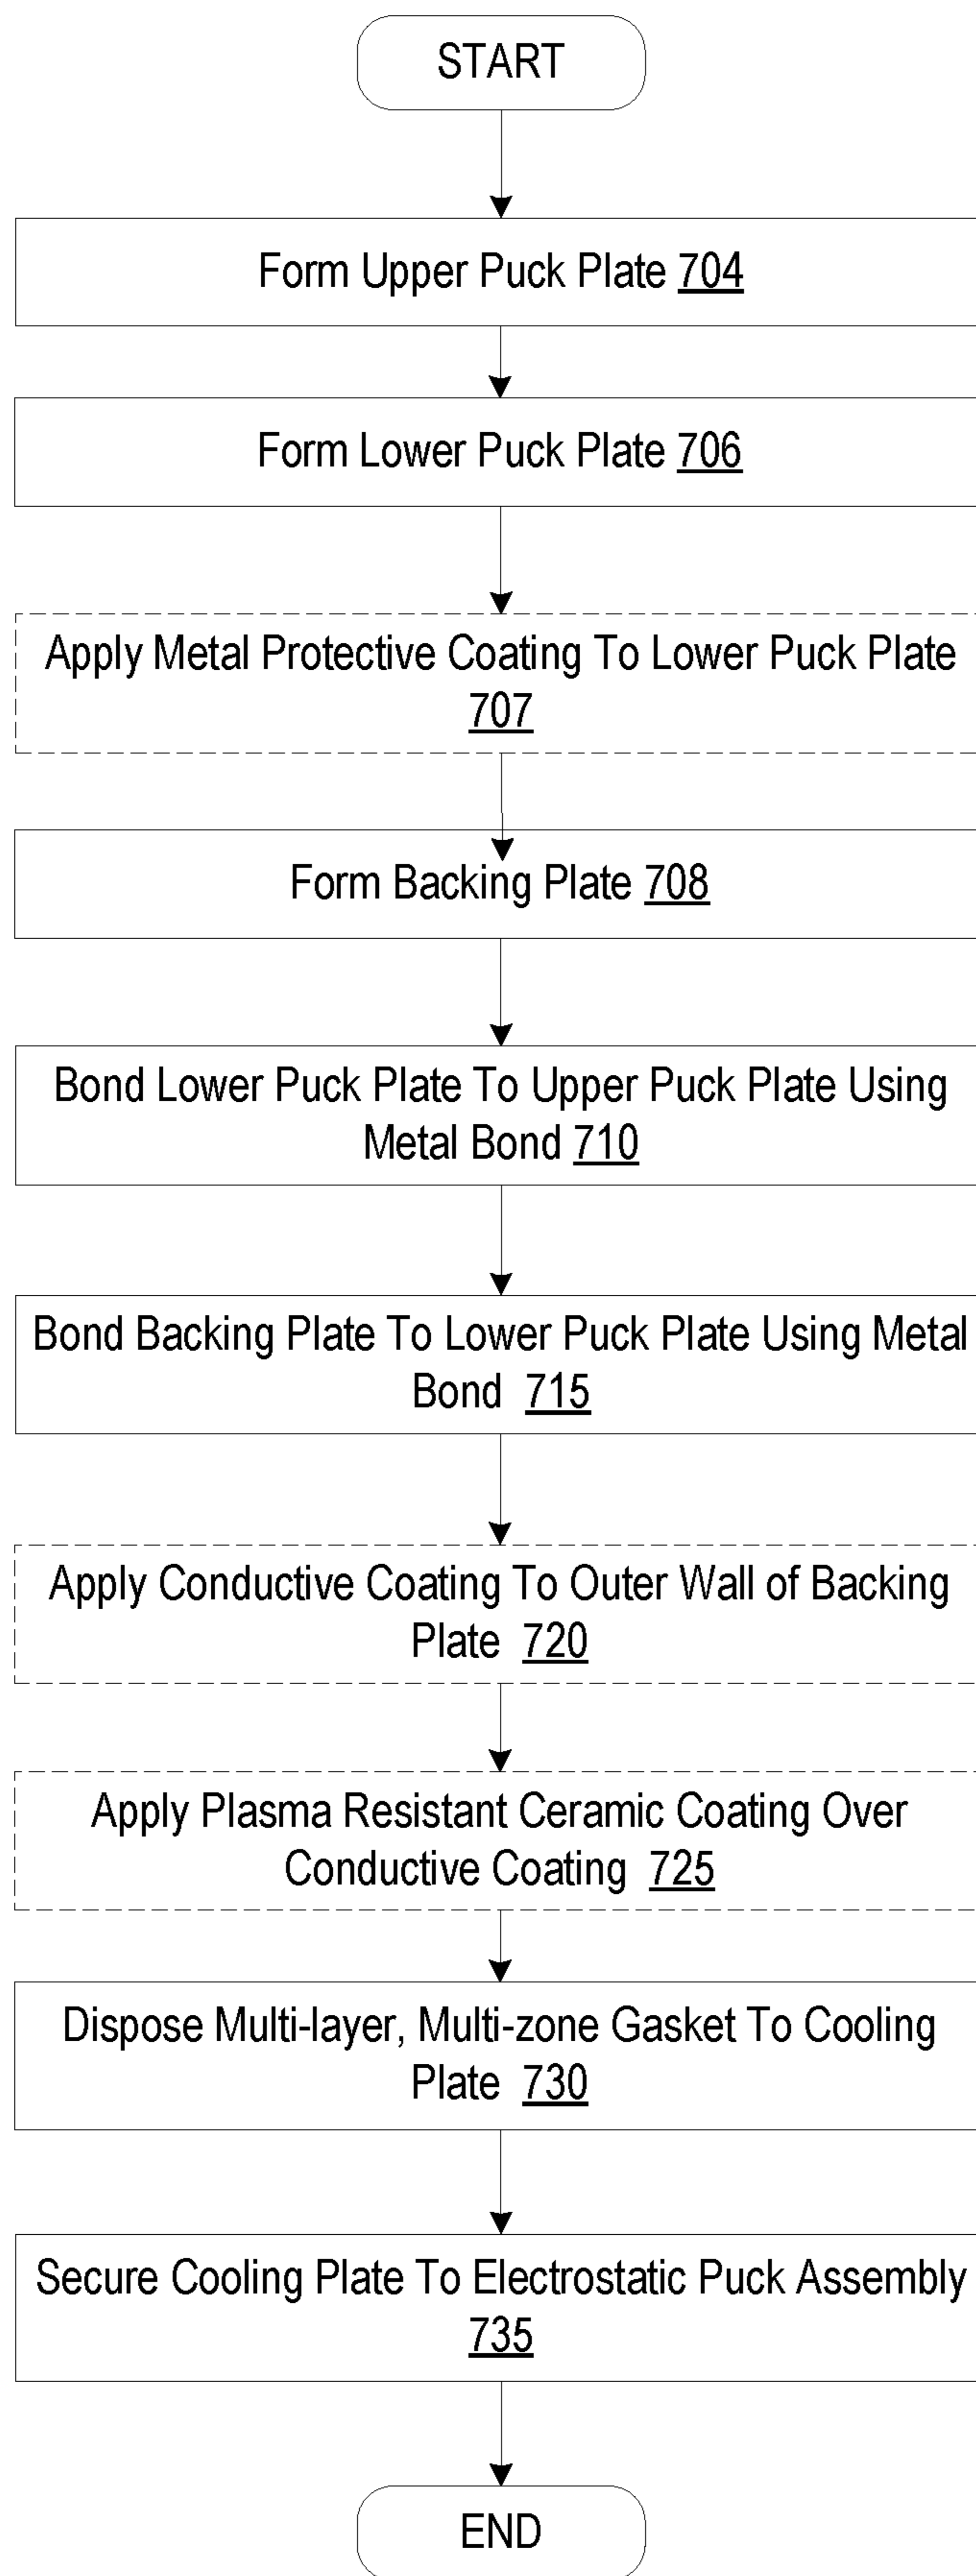 START
Form Upper Puck Plate 704
Form Lower Puck Plate 706
Apply Metal Protective Coating To Lower Puck Plate
707
Form Backing Plate 708
Bond Lower Puck Plate To Upper Puck Plate Using
Metal Bond 710
Bond Backing Plate To Lower Puck Plate Using Metal
Bond 715
Apply Conductive Coating To Outer Wall of Backing
Plate 720
Apply Plasma Resistant Ceramic Coating Over
Conductive Coating 725
Dispose Multi-layer, Multi-zone Gasket To Cooling
Plate 730
Secure Cooling Plate To Electrostatic Puck Assembly
735
END